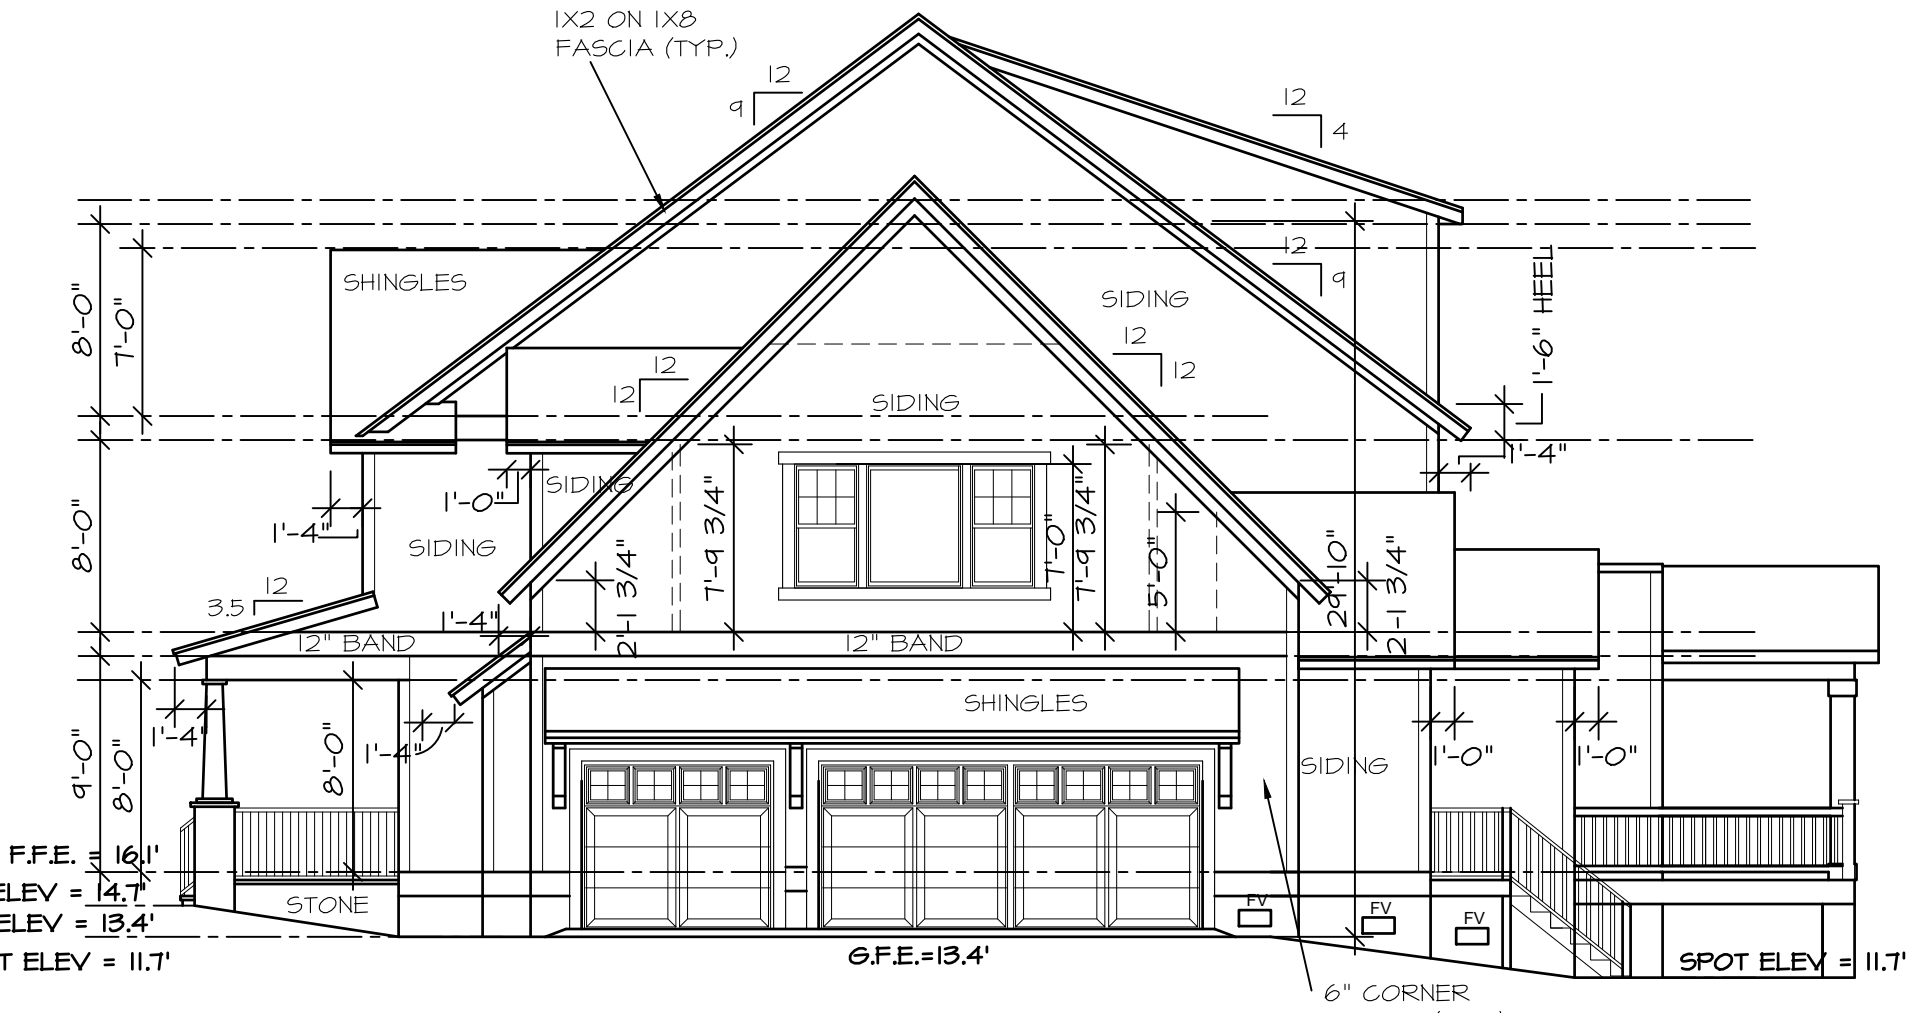 1X2 ON 1X8
FASCIA (TYP.)
12
9
12
4
12
9
SHINGLES
SIDING
12
12
12
12
SIDING
1'-6" HEEL
8'-0"
7'-0"
1'-4"
1'-0"
SIDING
1'-4"
SIDING
7'-9 3/4"
7'-0"
7'-9 3/4"
5'-0"
8'-0"
2'-1 3/4"
29'-10"
2'-1 3/4"
12
3.5
1'-4"
12" BAND
12" BAND
SHINGLES
1'-4"
1'-4"
1'-0"
1'-0"
9'-0"
8'-0"
8'-0"
SIDING
F.F.E. = 16.1'
ELEV = 14.7'
ELEV = 13.4'
T ELEV = 11.7'
STONE
FV
FV
FV
G.F.E.=13.4'
SPOT ELEV = 11.7'
6" CORNER